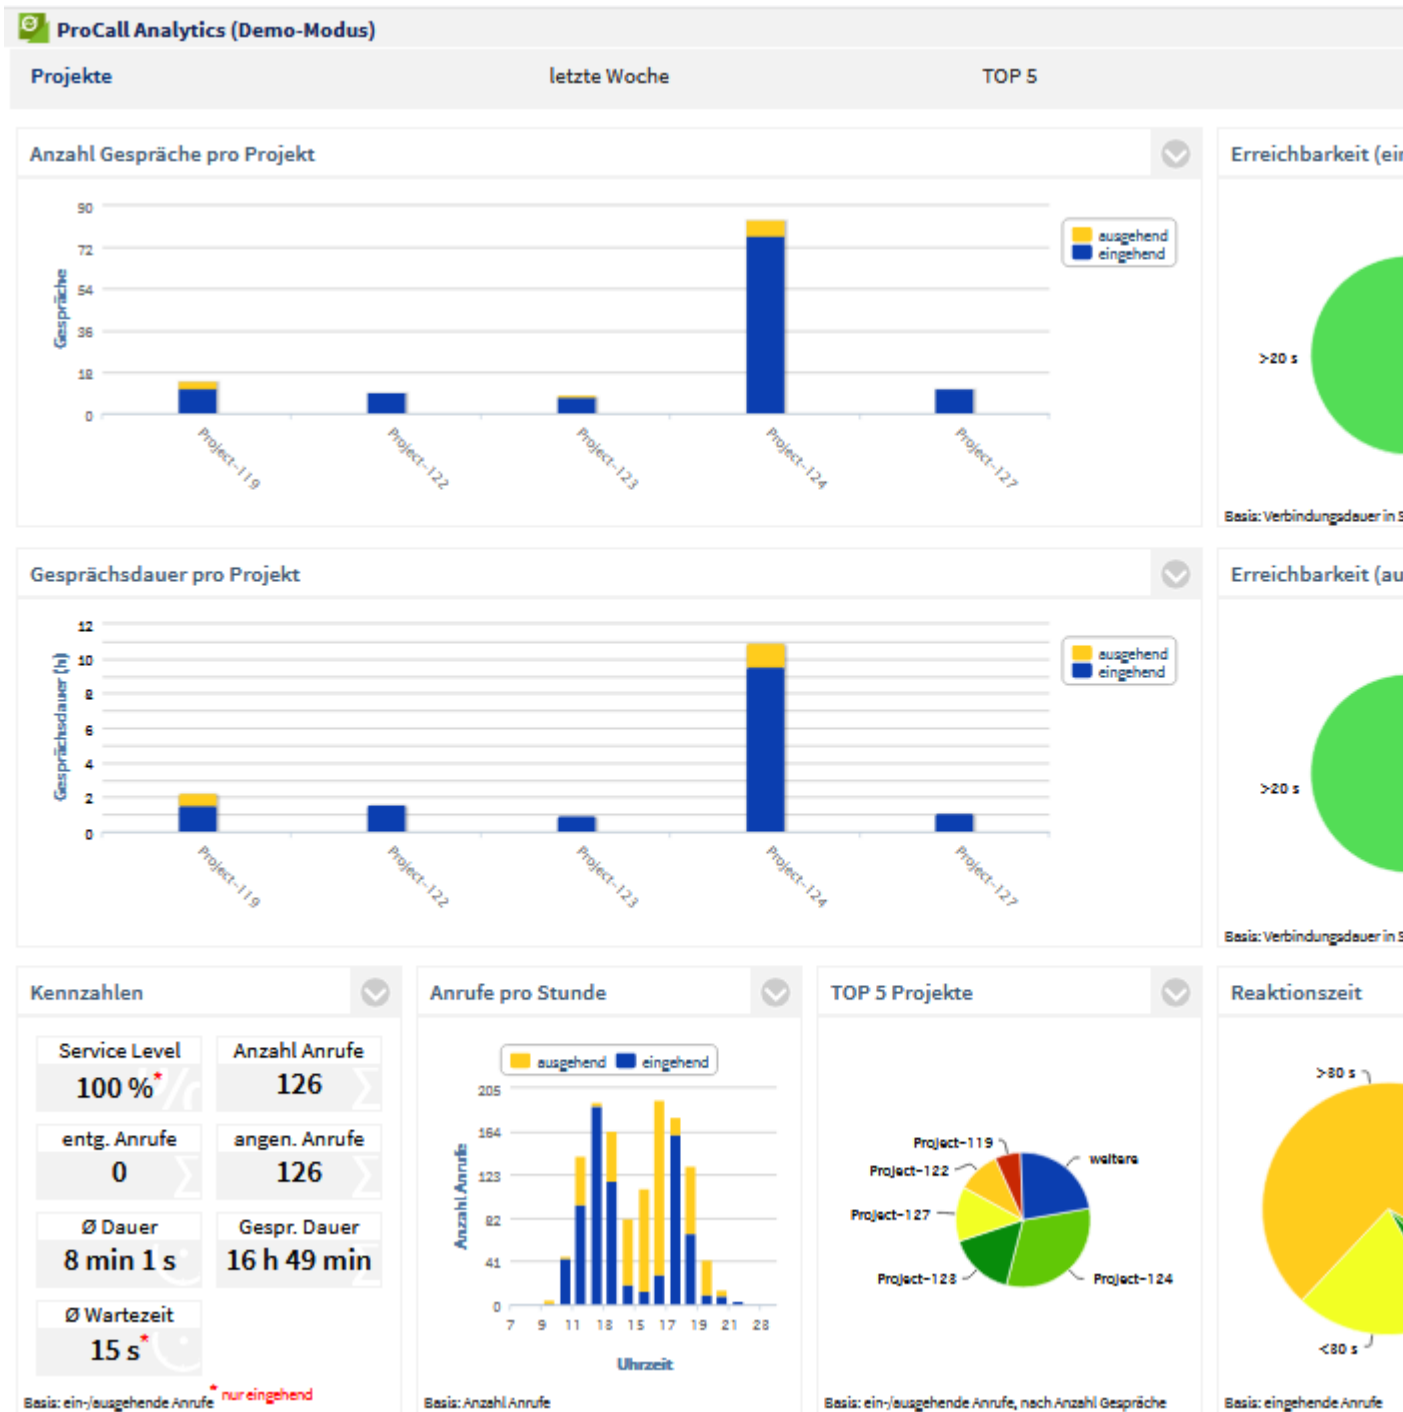 ProCall Analytics (Demo-Modus)
Projekte letzte Woche TOP 5
Anzahl Gespräche pro Projekt
90
72
54
36
18
0
Gespräche
ausgehend
eingehend
Project-119
Project-122
Project-123
Project-124
Project-127
Erreichbarkeit (ein
>20 s
Basis: Verbindungsdauer in S
Gesprächsdauer pro Projekt
12
10
8
6
4
2
0
Gesprächsdauer (h)
ausgehend
eingehend
Project-119
Project-122
Project-123
Project-124
Project-127
Erreichbarkeit (au
>20 s
Basis: Verbindungsdauer in S
Kennzahlen
Service Level
100 %*
Anzahl Anrufe
126
entg. Anrufe
0
angen. Anrufe
126
Ø Dauer
8 min 1 s
Gespr. Dauer
16 h 49 min
Ø Wartezeit
15 s*
Basis: ein-/ausgehende Anrufe * nur eingehend
Anrufe pro Stunde
ausgehend eingehend
205
164
123
82
41
0
Anzahl Anrufe
7 9 11 13 15 17 19 21 23
Uhrzeit
Basis: Anzahl Anrufe
TOP 5 Projekte
Project-119
weitere
Project-122
Project-127
Project-123
Project-124
Basis: ein-/ausgehende Anrufe, nach Anzahl Gespräche
Reaktionszeit
>30 s
<30 s
Basis: eingehende Anrufe